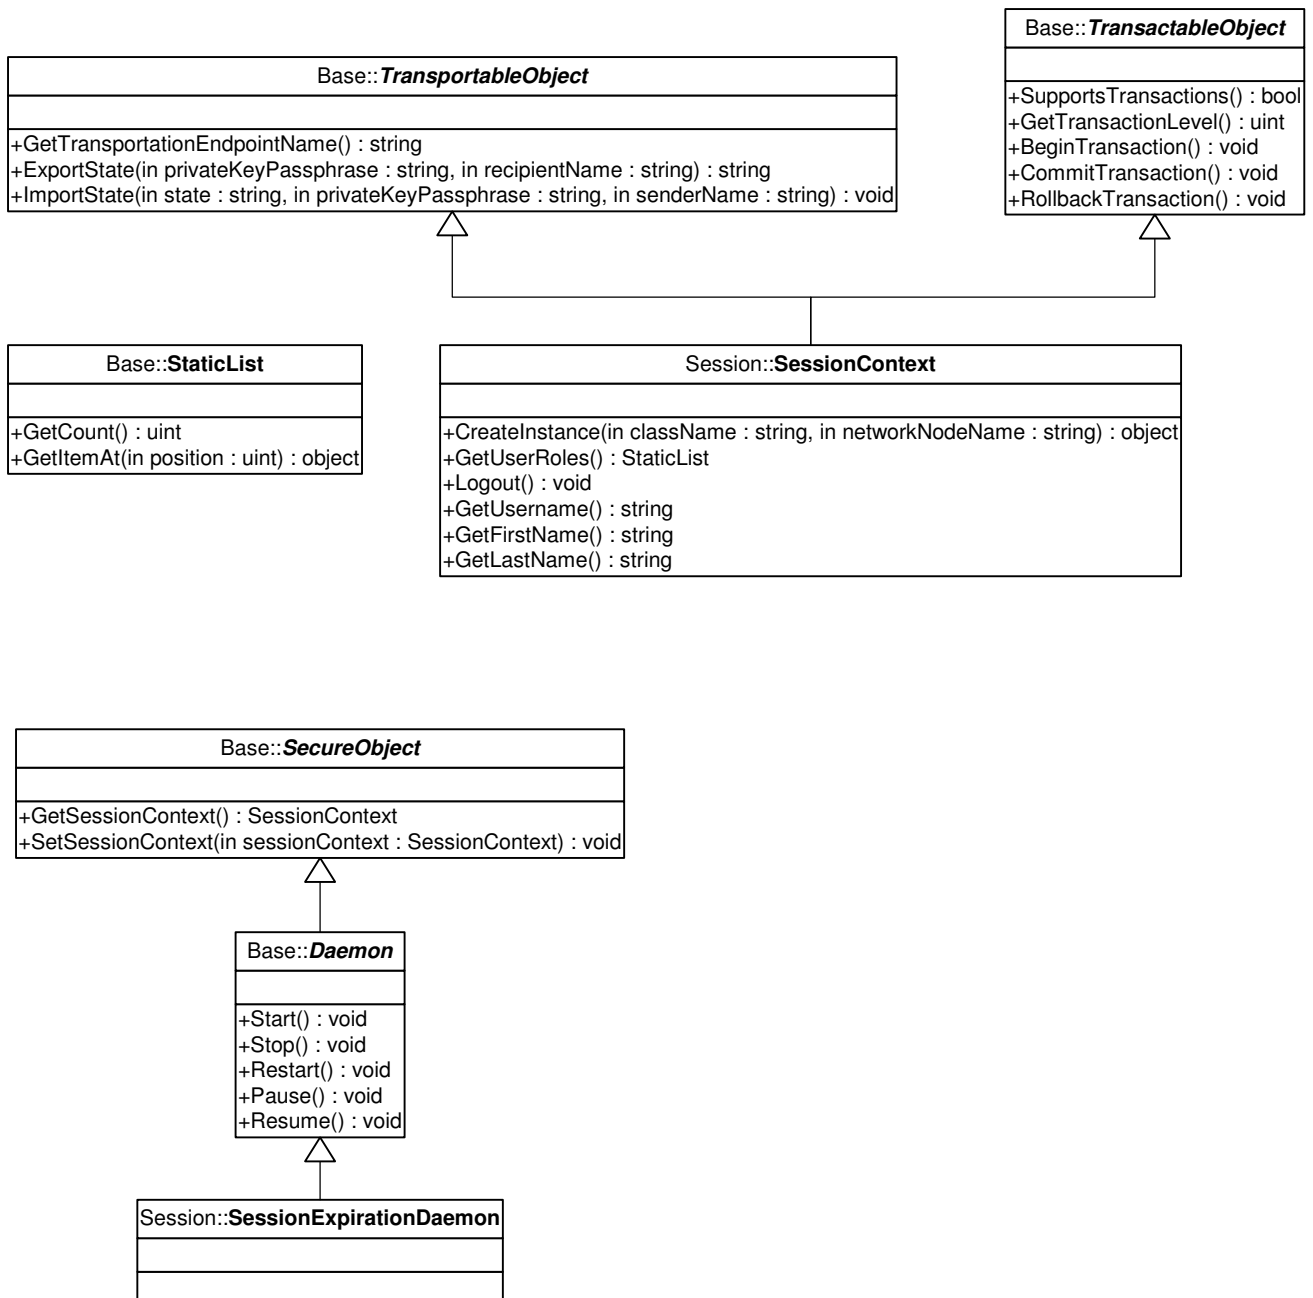 Base::TransactableObject
+SupportsTransactions() : bool
+GetTransactionLevel() : uint
+BeginTransaction() : void
+CommitTransaction() : void
+RollbackTransaction() : void
Base::TransportableObject
+GetTransportationEndpointName() : string
+ExportState(in privateKeyPassphrase : string, in recipientName : string) : string
+ImportState(in state : string, in privateKeyPassphrase : string, in senderName : string) : void
Base::StaticList
+GetCount() : uint
+GetItemAt(in position : uint) : object
Session::SessionContext
+CreateInstance(in className : string, in networkNodeName : string) : object
+GetUserRoles() : StaticList
+Logout() : void
+GetUsername() : string
+GetFirstName() : string
+GetLastName() : string
Base::SecureObject
+GetSessionContext() : SessionContext
+SetSessionContext(in sessionContext : SessionContext) : void
Base::Daemon
+Start() : void
+Stop() : void
+Restart() : void
+Pause() : void
+Resume() : void
Session::SessionExpirationDaemon